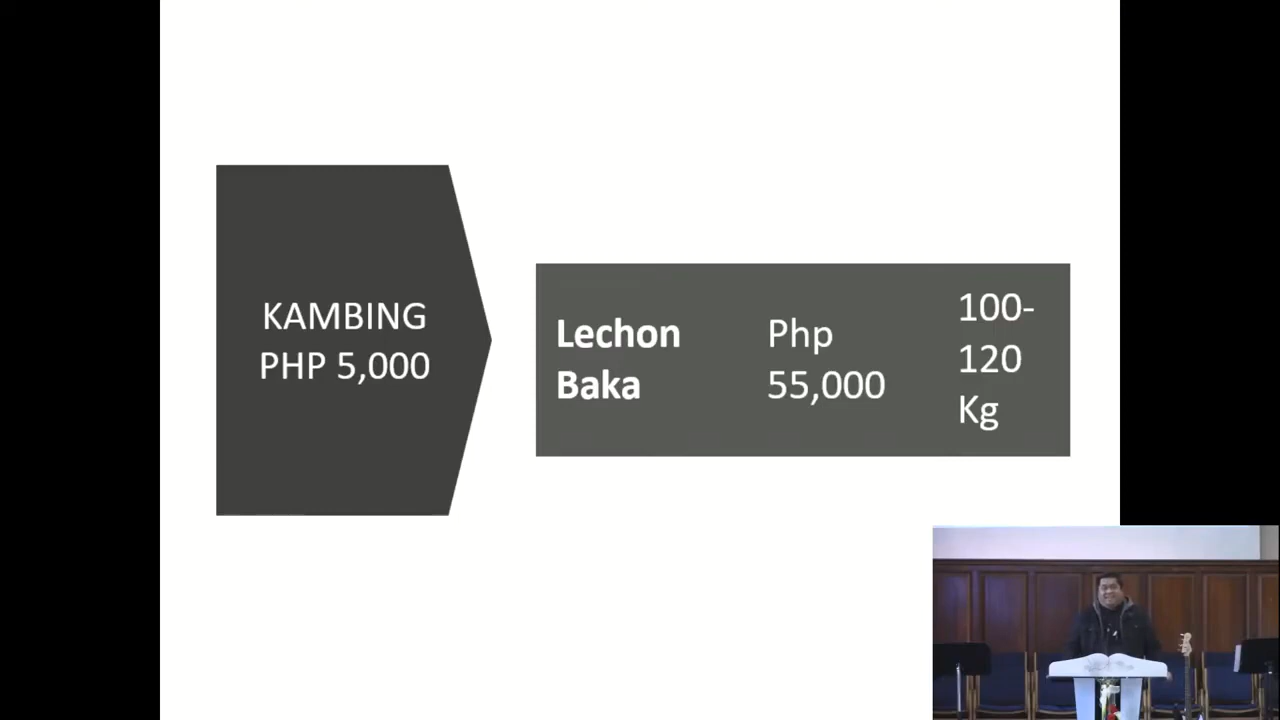 KAMBING
PHP 5,000
Lechon
Baka
Php
55,000
100-
120
Kg